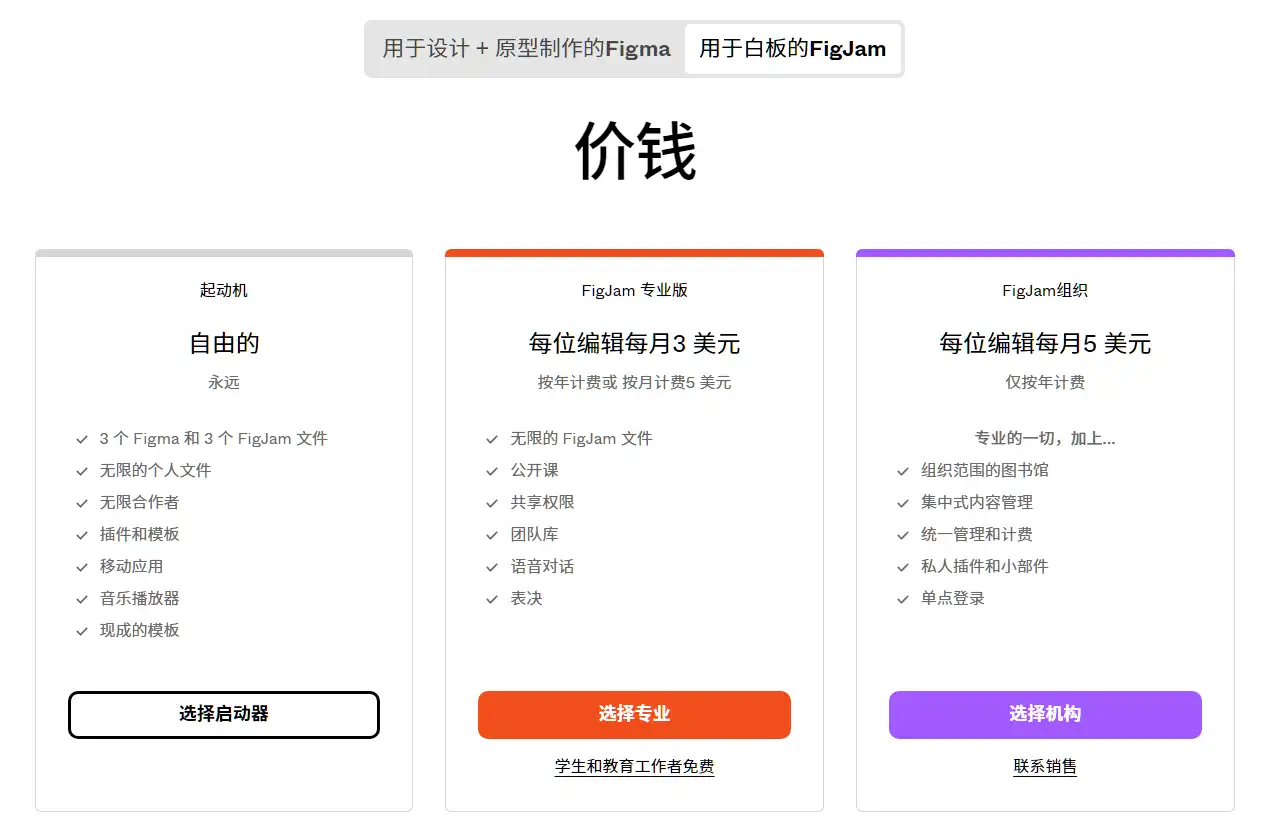 用于设计 + 原型制作的Figma
用于白板的FigJam
价钱
起动机
自由的
永远
3 个 Figma 和 3 个 FigJam 文件
无限的个人文件
无限合作者
插件和模板
移动应用
音乐播放器
现成的模板
选择启动器
FigJam 专业版
每位编辑每月3 美元
按年计费或 按月计费5 美元
无限的 FigJam 文件
公开课
共享权限
团队库
语音对话
表决
选择专业
学生和教育工作者免费
FigJam组织
每位编辑每月5 美元
仅按年计费
专业的一切，加上...
组织范围的图书馆
集中式内容管理
统一管理和计费
私人插件和小部件
单点登录
选择机构
联系销售